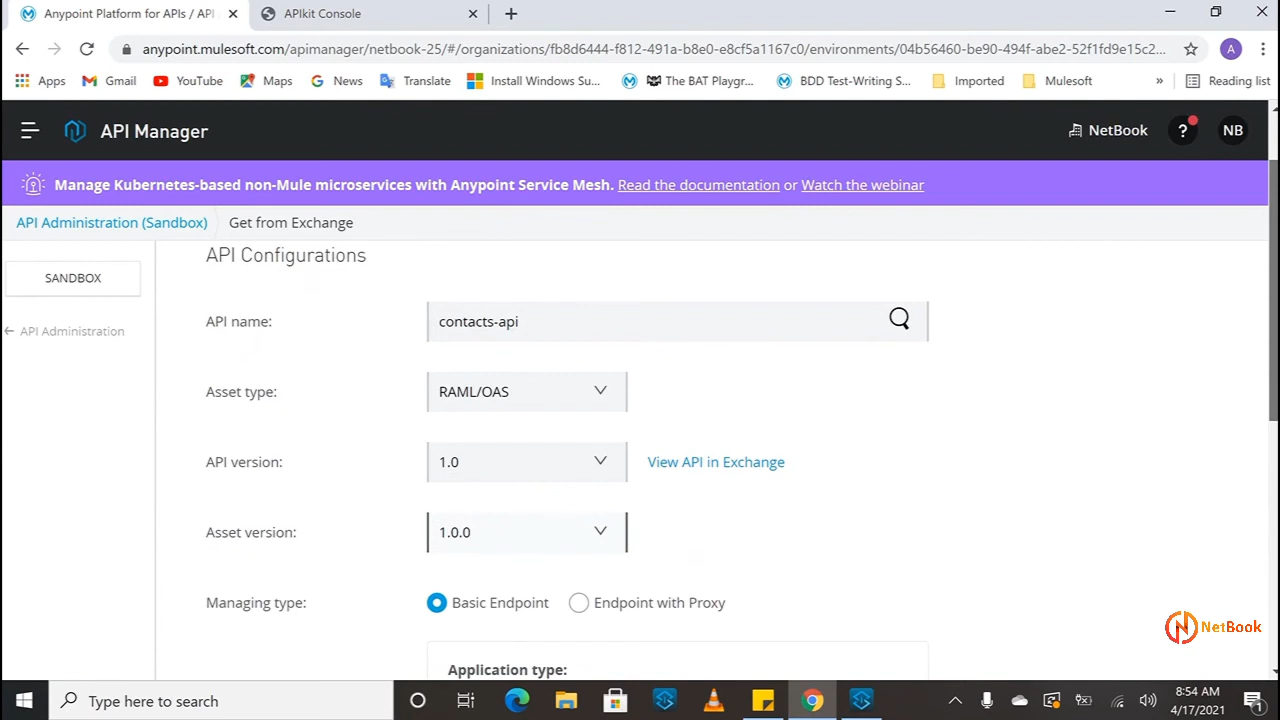 Anypoint Platform for APIs / API
APIkit Console
anypoint.mulesoft.com/apimanager/netbook-25/#/organizations/fb8d6444-f812-491a-b8e0-e8cf5a1167c0/environments/04b56460-be90-494f-abe2-52f1fd9e15c2...
A
Apps
Gmail
YouTube
Maps
News
Translate
Install Windows Su...
The BAT Playgr...
BDD Test-Writing S...
Imported
Mulesoft
»
Reading list
API Manager
NetBook
?
NB
Manage Kubernetes-based non-Mule microservices with Anypoint Service Mesh. Read the documentation or Watch the webinar
API Administration (Sandbox)
Get from Exchange
SANDBOX
← API Administration
API Configurations
API name:
contacts-api
Asset type:
RAML/OAS
API version:
1.0
View API in Exchange
Asset version:
1.0.0
Managing type:
Basic Endpoint
Endpoint with Proxy
Application type:
NetBook
Type here to search
8:54 AM
4/17/2021
1